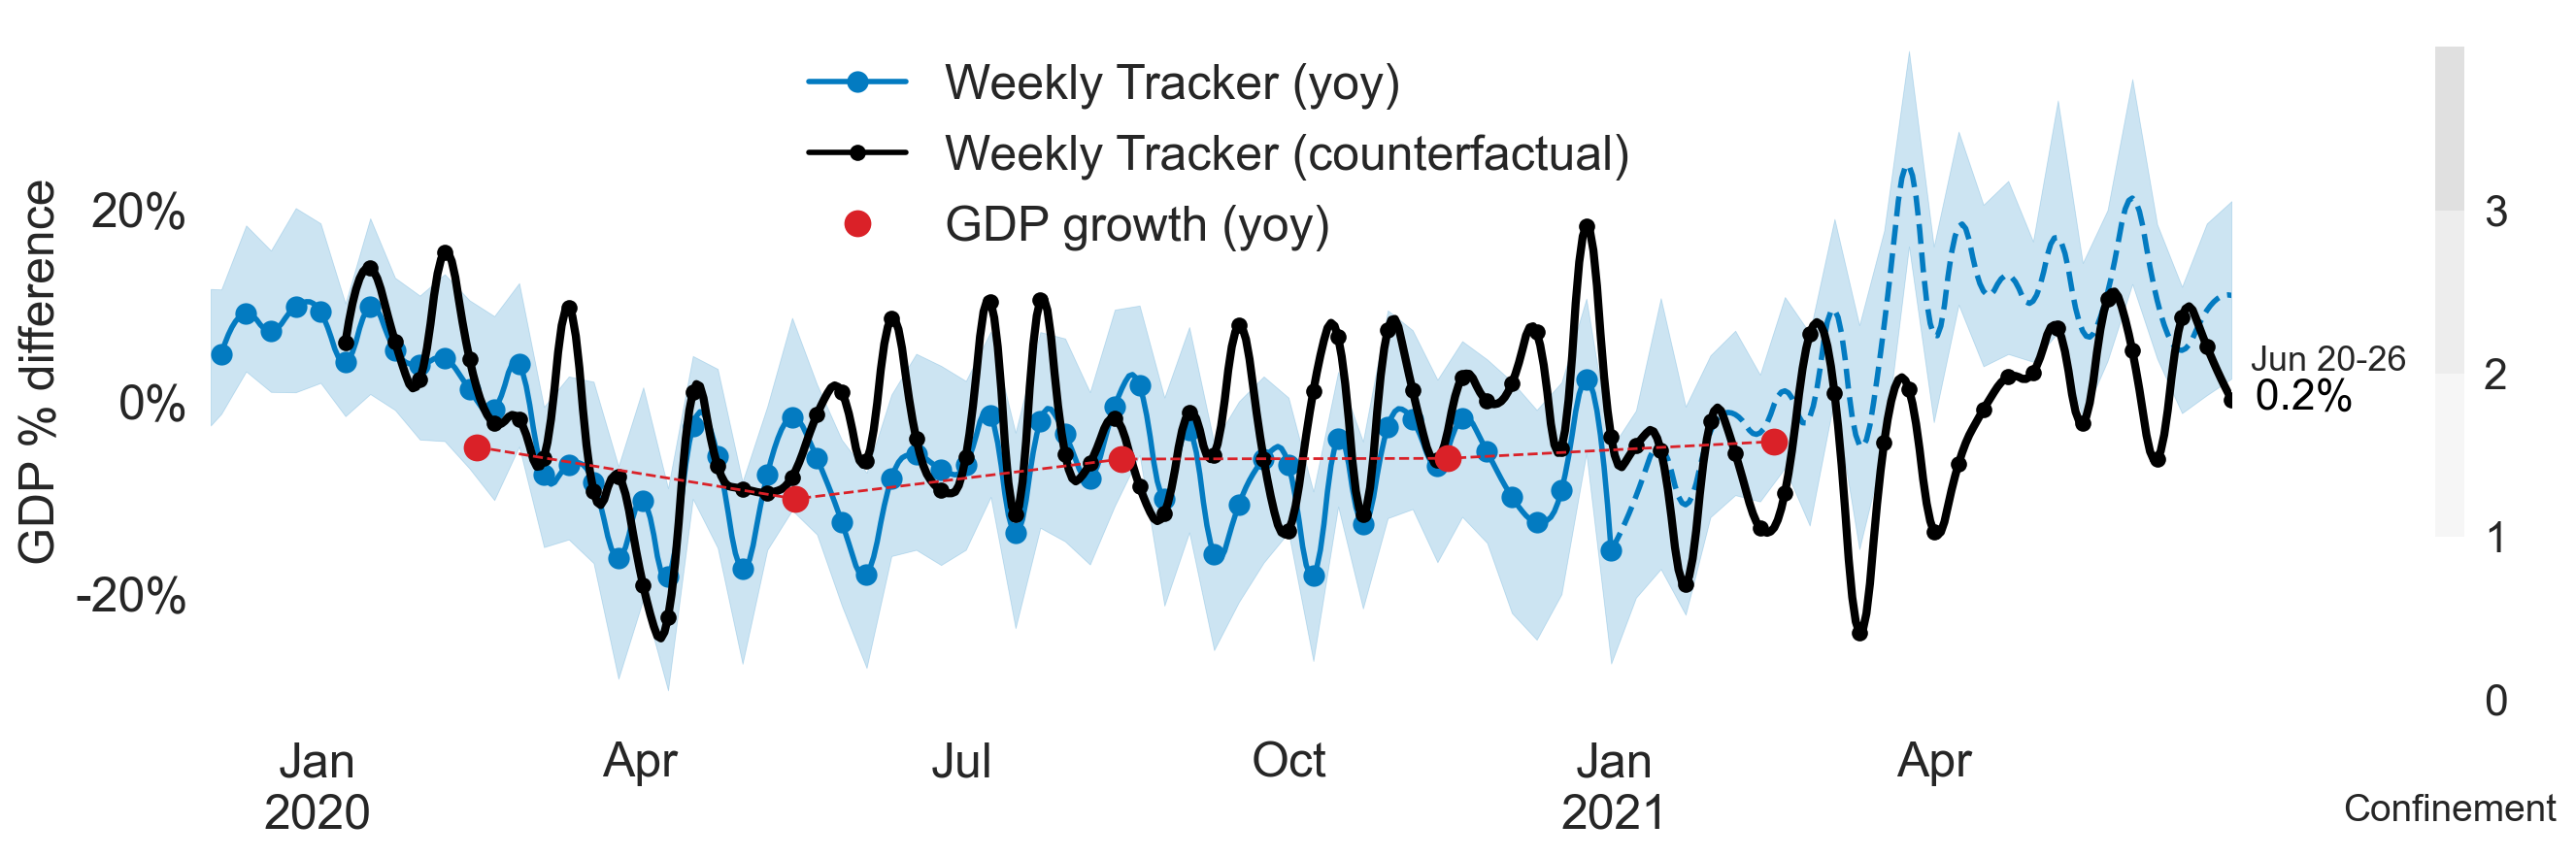 Weekly Tracker (yoy)
Weekly Tracker (counterfactual)
GDP growth (yoy)
GDP % difference
20%
0%
-20%
Jan
2020
Apr
Jul
Oct
Jan
2021
Apr
Jun 20-26
0.2%
3
2
1
0
Confinement